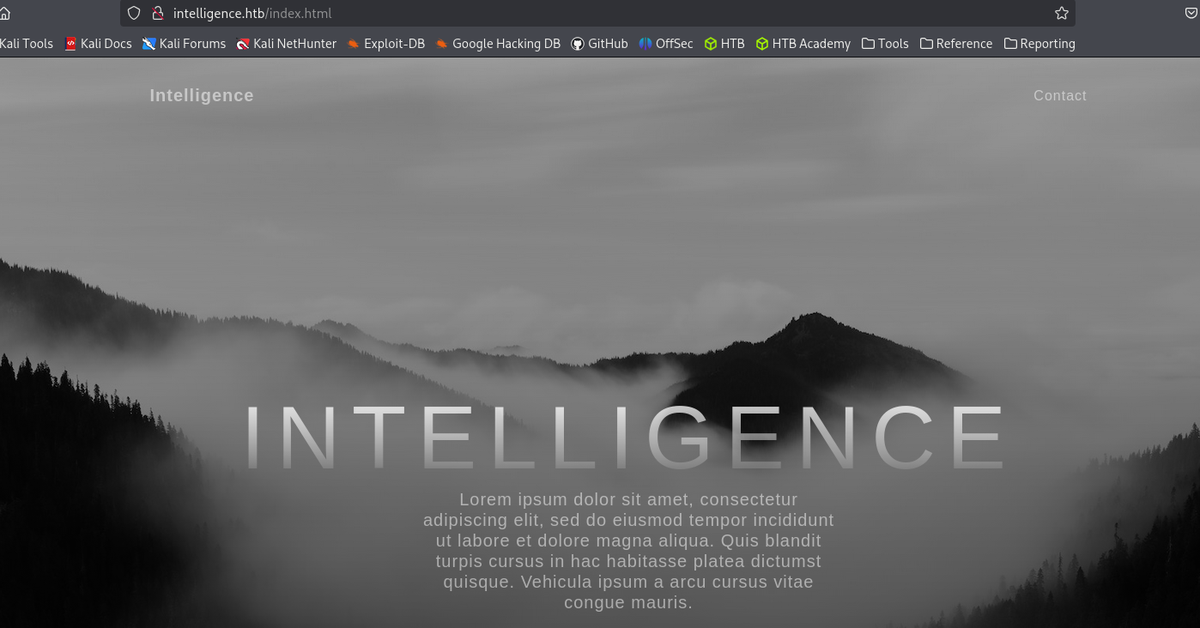 intelligence.htb/index.html
Kali Tools Kali Docs Kali Forums Kali NetHunter Exploit-DB Google Hacking DB GitHub OffSec HTB HTB Academy Tools Reference Reporting
Intelligence Contact
INTELLIGENCE
Lorem ipsum dolor sit amet, consectetur
adipiscing elit, sed do eiusmod tempor incididunt
ut labore et dolore magna aliqua. Quis blandit
turpis cursus in hac habitasse platea dictumst
quisque. Vehicula ipsum a arcu cursus vitae
congue mauris.